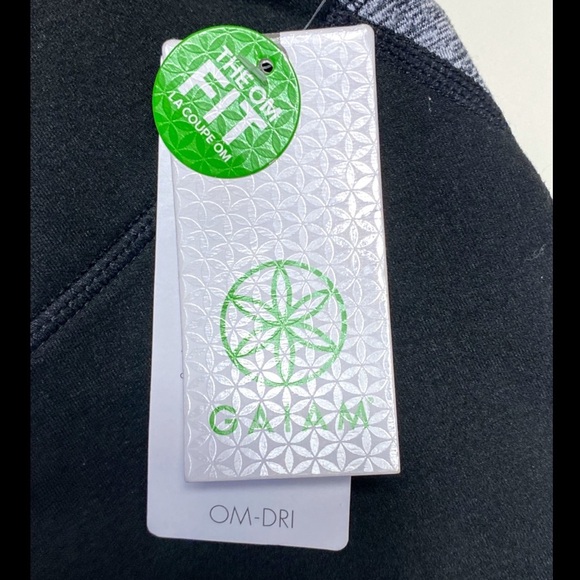 THE OM
FIT
LA COUPE OM
GAIAM
OM-DRI